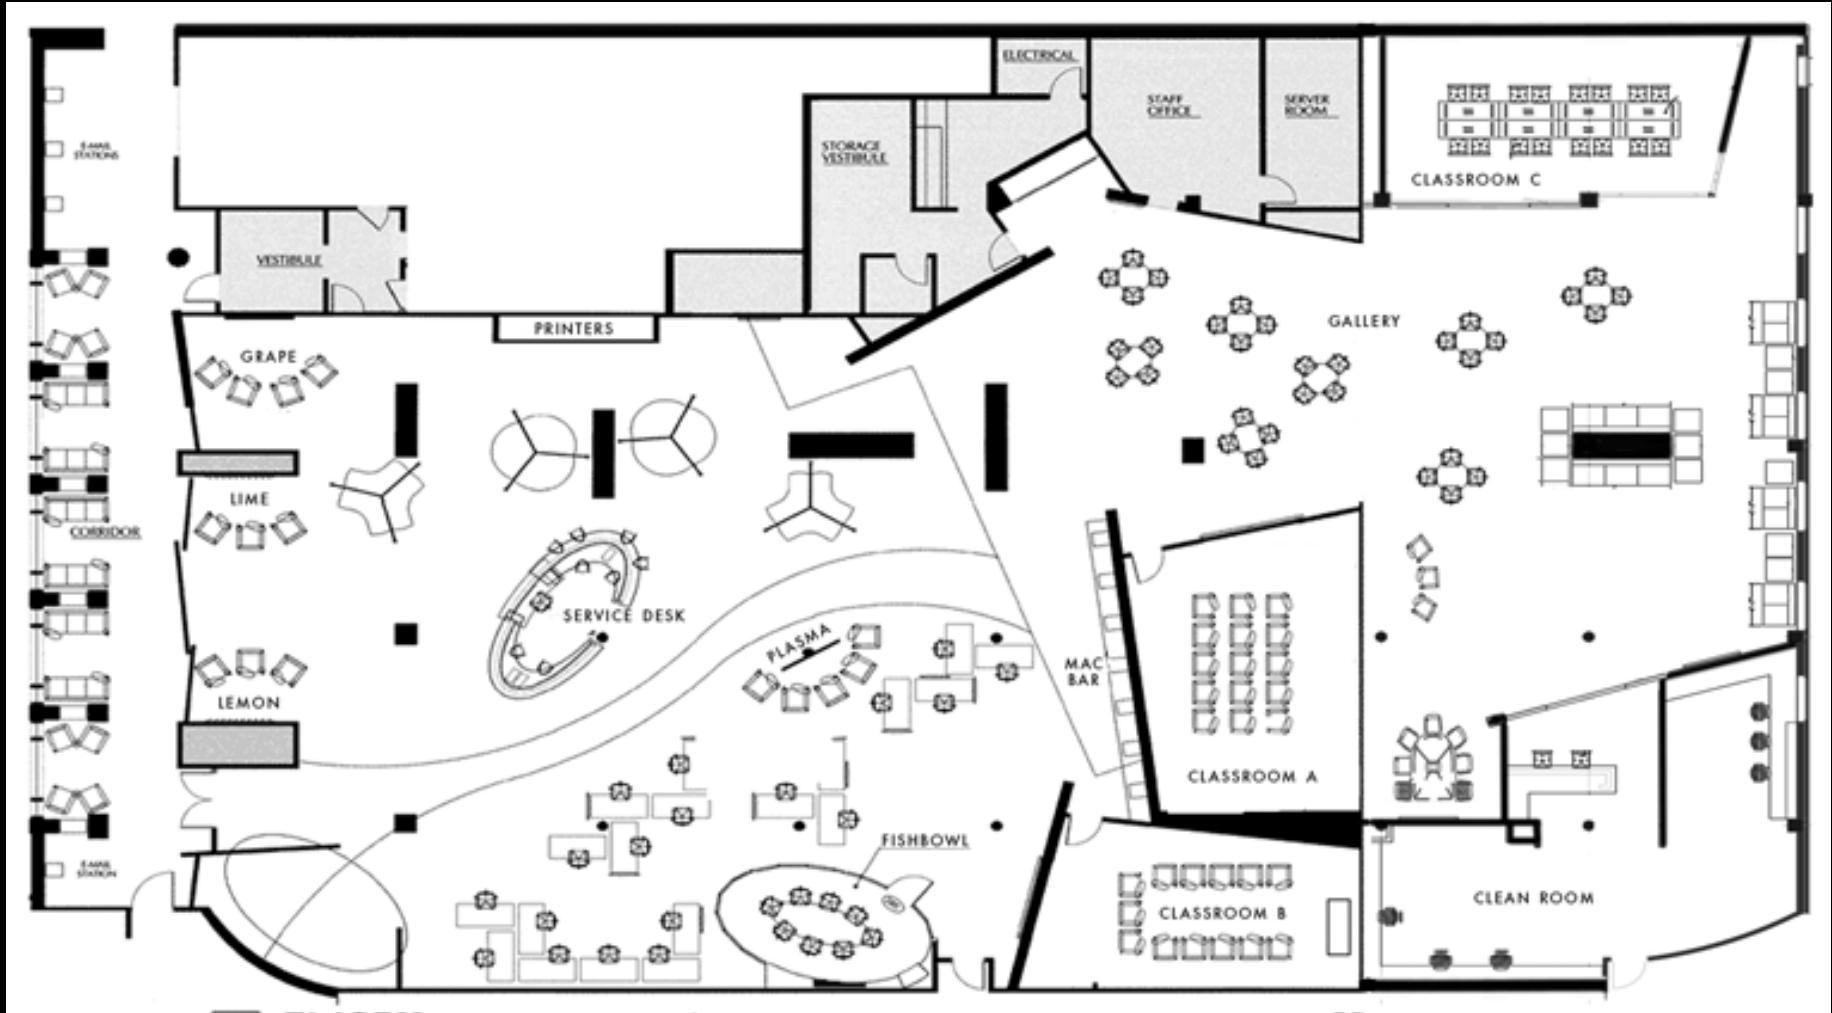 ELECTRICAL
STAFF
OFFICE
SERVER
ROOM
E-MAIL
STATIONS
STORAGE
VESTIBULE
CLASSROOM C
VESTIBULE
PRINTERS
GALLERY
GRAPE
LIME
CORRIDOR
SERVICE DESK
PLASMA
MAC
BAR
LEMON
CLASSROOM A
FISHBOWL
E-MAIL
STATION
CLASSROOM B
CLEAN ROOM